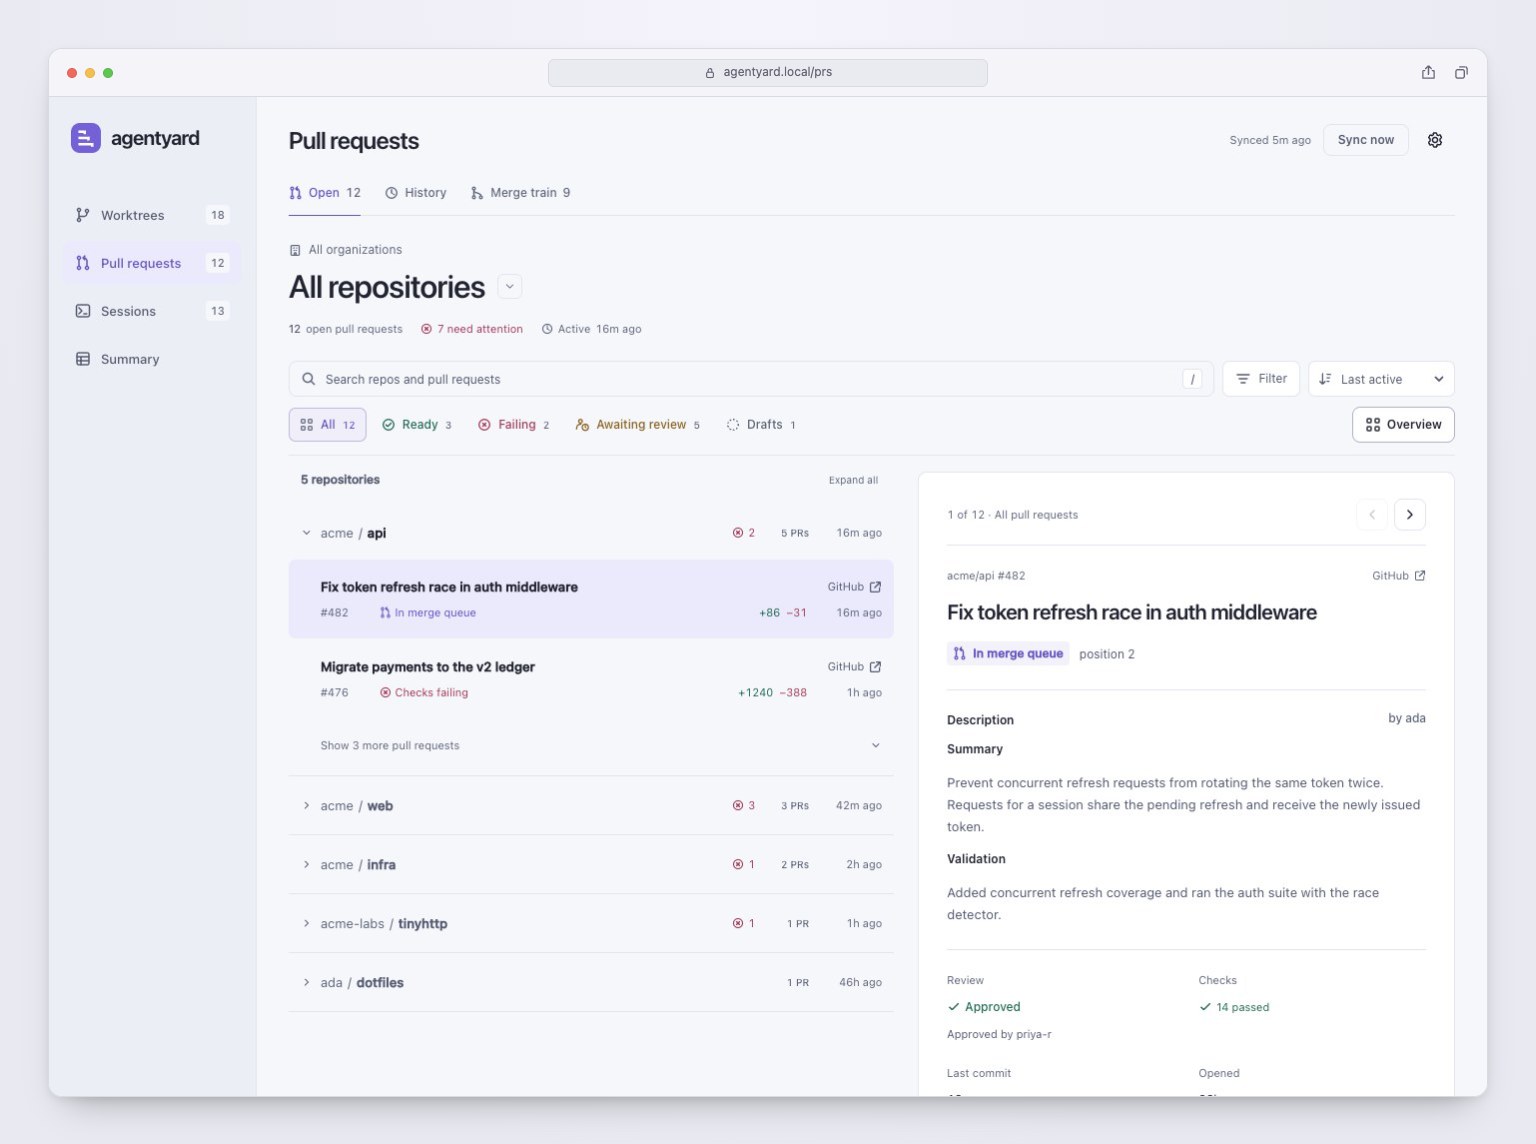 agentyard.local/prs
agentyard
Worktrees 18
Pull requests 12
Sessions 13
Summary
Pull requests
Synced 5m ago
Sync now
Open 12
History
Merge train 9
All organizations
All repositories
12 open pull requests
7 need attention
Active 16m ago
Search repos and pull requests
/
Filter
Last active
All 12
Ready 3
Failing 2
Awaiting review 5
Drafts 1
Overview
5 repositories
Expand all
acme / api
2
5 PRs
16m ago
Fix token refresh race in auth middleware
GitHub
#482
In merge queue
+86 −31
16m ago
Migrate payments to the v2 ledger
GitHub
#476
Checks failing
+1240 −388
1h ago
Show 3 more pull requests
acme / web
3
3 PRs
42m ago
acme / infra
1
2 PRs
2h ago
acme-labs / tinyhttp
1
1 PR
1h ago
ada / dotfiles
1 PR
46h ago
1 of 12 · All pull requests
acme/api #482
GitHub
Fix token refresh race in auth middleware
In merge queue
position 2
Description
by ada
Summary
Prevent concurrent refresh requests from rotating the same token twice.
Requests for a session share the pending refresh and receive the newly issued
token.
Validation
Added concurrent refresh coverage and ran the auth suite with the race
detector.
Review
Approved
Approved by priya-r
Checks
14 passed
Last commit
Opened